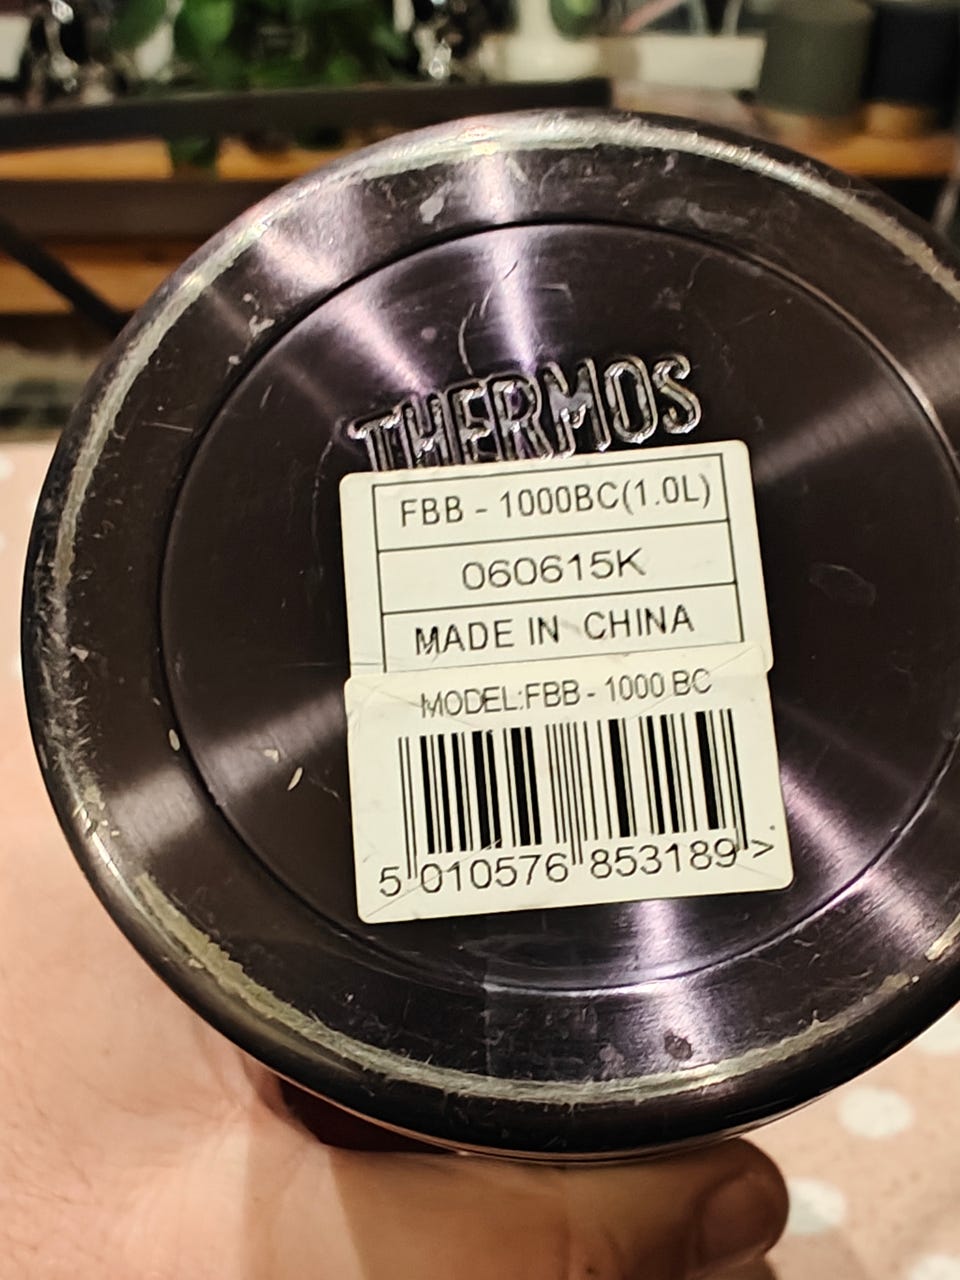 THERMOS
FBB - 1000BC(1.0L)
060615K
MADE IN CHINA
MODEL:FBB - 1000 BC
5 010576 853189 >